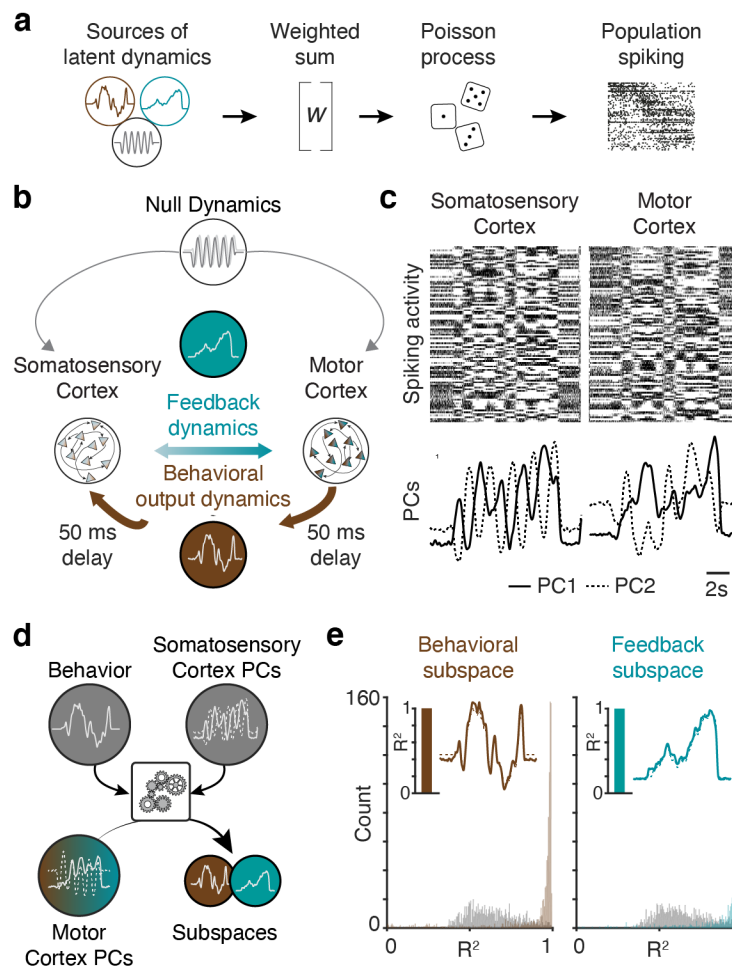 a
Sources of
latent dynamics
Weighted
sum
Poisson
process
Population
spiking
w
b
Null Dynamics
Somatosensory
Cortex
Motor
Cortex
Feedback
dynamics
Behavioral
output dynamics
50 ms
delay
50 ms
delay
c
Somatosensory
Cortex
Motor
Cortex
Spiking activity
PCs
PC1
PC2
2s
d
Behavior
Somatosensory
Cortex PCs
Motor
Cortex PCs
Subspaces
e
Behavioral
subspace
Feedback
subspace
160
Count
0
1
R²
0
1
R²
0
0
R²
1
0
R²